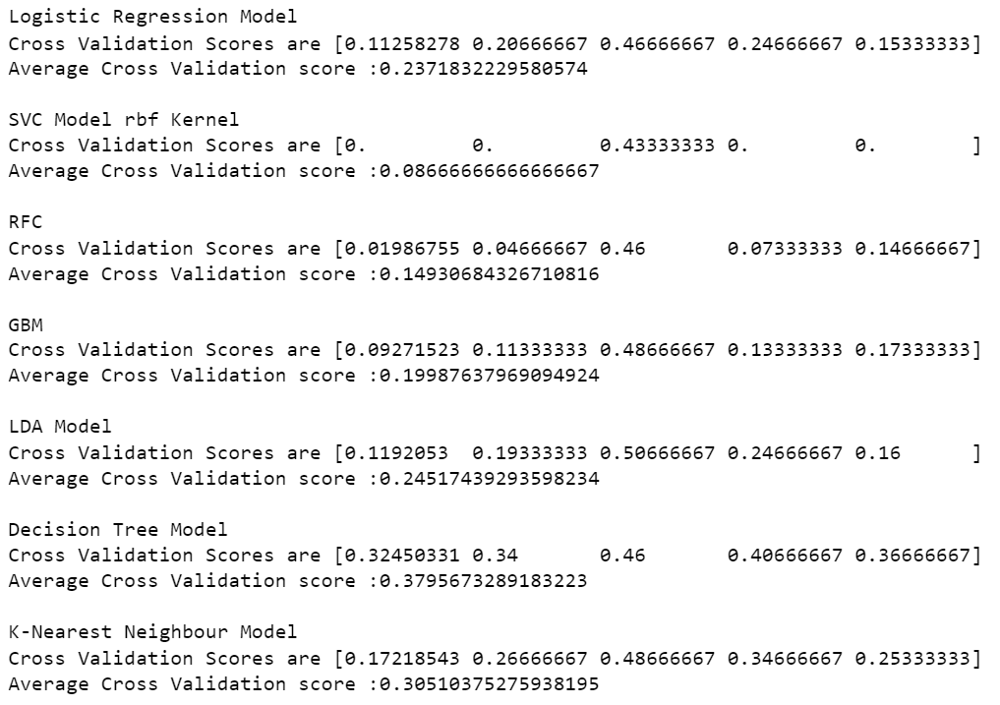 Logistic Regression Model
Cross Validation Scores are [0.11258278 0.20666667 0.46666667 0.24666667 0.15333333]
Average Cross Validation score :0.2371832229580574
SVC Model rbf Kernel
Cross Validation Scores are [0.         0.         0.43333333 0.         0.        ]
Average Cross Validation score :0.08666666666666667
RFC
Cross Validation Scores are [0.01986755 0.04666667 0.46       0.07333333 0.14666667]
Average Cross Validation score :0.14930684326710816
GBM
Cross Validation Scores are [0.09271523 0.11333333 0.48666667 0.13333333 0.17333333]
Average Cross Validation score :0.19987637969094924
LDA Model
Cross Validation Scores are [0.1192053  0.19333333 0.50666667 0.24666667 0.16      ]
Average Cross Validation score :0.24517439293598234
Decision Tree Model
Cross Validation Scores are [0.32450331 0.34       0.46       0.40666667 0.36666667]
Average Cross Validation score :0.3795673289183223
K-Nearest Neighbour Model
Cross Validation Scores are [0.17218543 0.26666667 0.48666667 0.34666667 0.25333333]
Average Cross Validation score :0.30510375275938195